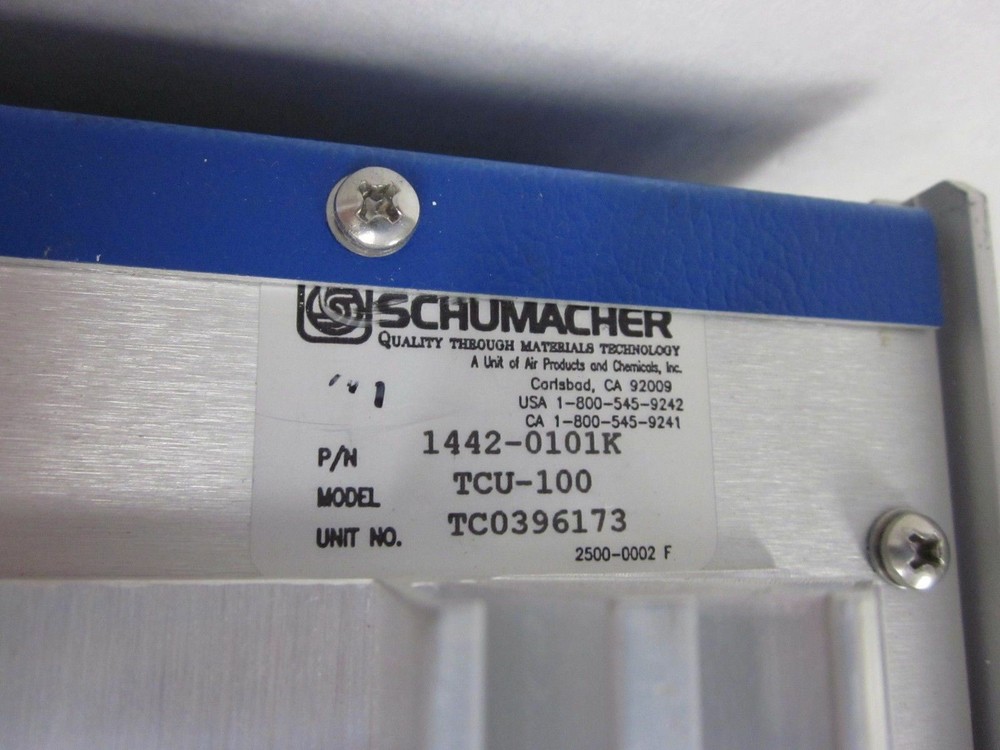 SCHUMACHER
QUALITY THROUGH MATERIALS TECHNOLOGY
A Unit of Air Products and Chemicals, Inc.
Carlsbad, CA 92009
USA 1-800-545-9242
CA 1-800-545-9241
P/N 1442-0101K
MODEL TCU-100
UNIT NO. TC0396173
2500-0002 F